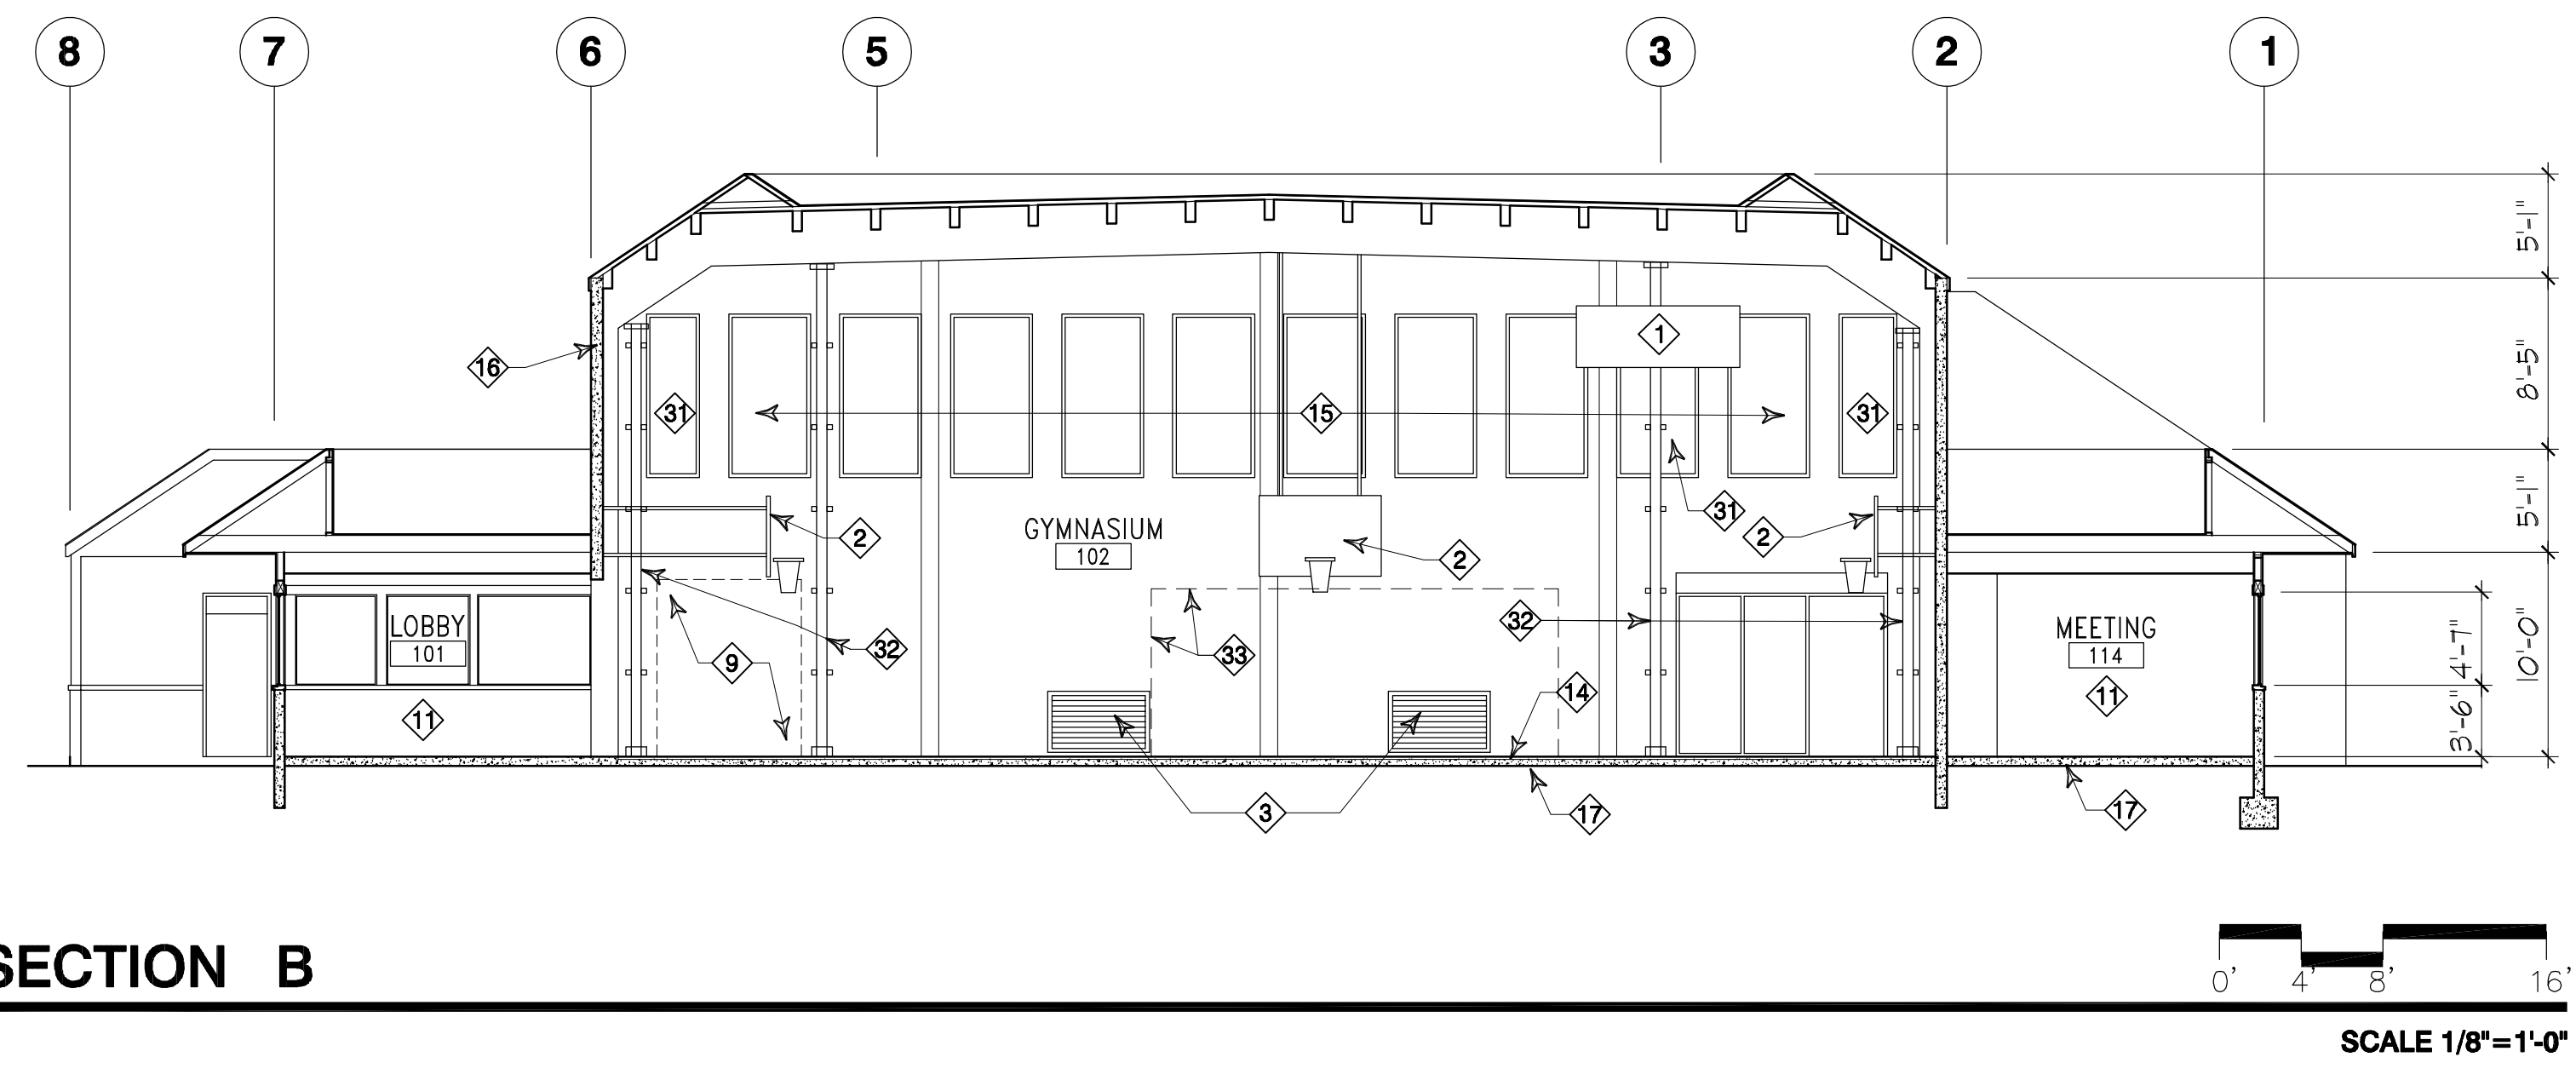 8 7 6 5 3 2 1
5'-1"
8'-5"
16
31 15 1 31
31
5'-1"
GYMNASIUM
102
2 2 2
LOBBY
101
11
9 32 33 32 14
MEETING
114
11
4'-7"
10'-0"
3'-6"
3 17 17
SECTION B
0' 4' 8' 16'
SCALE 1/8"=1'-0"